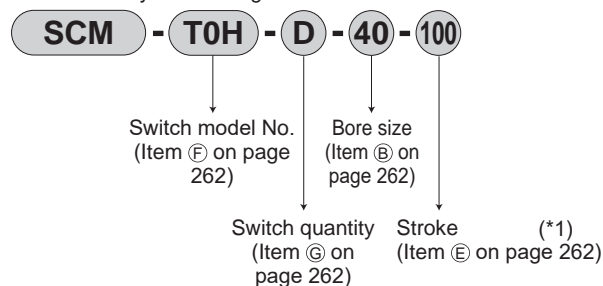 SCM - T0H - D - 40 - 100
Switch model No.
(Item Ⓕ on page
262)
Bore size
(Item Ⓑ on
page 262)
Switch quantity
(Item Ⓖ on
page 262)
Stroke (*1)
(Item Ⓔ on page 262)